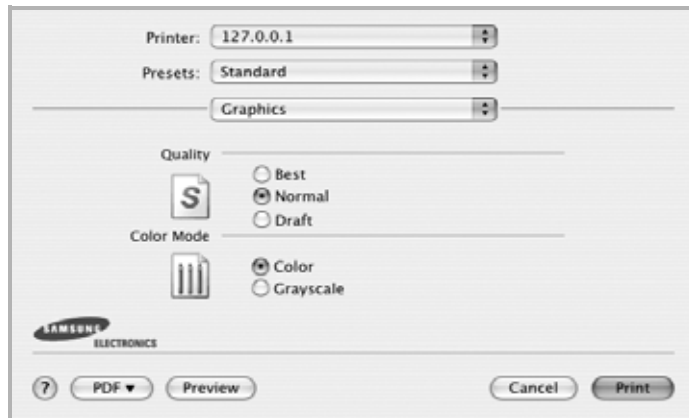 Printer: 127.0.0.1
Presets: Standard
Graphics
Quality
Best
S
Normal
Draft
Color Mode
Color
Grayscale
SAMSUNG
ELECTRONICS
? PDF Preview Cancel Print